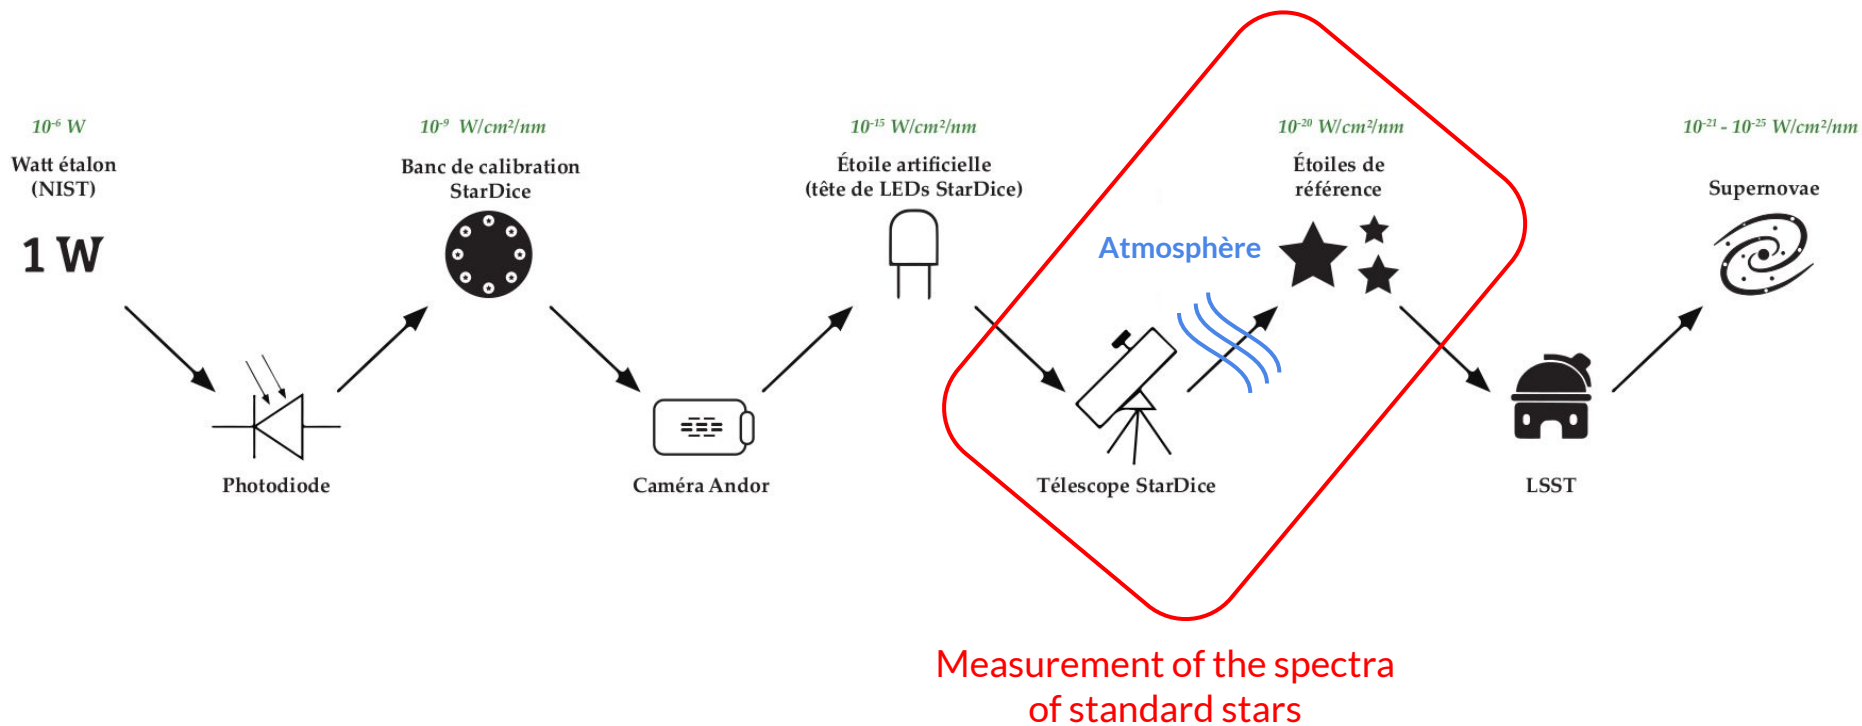 10⁻⁶ W
Watt étalon
(NIST)
1 W
Photodiode
10⁻⁹ W/cm²/nm
Banc de calibration
StarDice
Caméra Andor
10⁻¹⁵ W/cm²/nm
Étoile artificielle
(tête de LEDs StarDice)
Télescope StarDice
Atmosphère
10⁻²⁰ W/cm²/nm
Étoiles de
référence
LSST
10⁻²¹ - 10⁻²⁵ W/cm²/nm
Supernovae
Measurement of the spectra
of standard stars